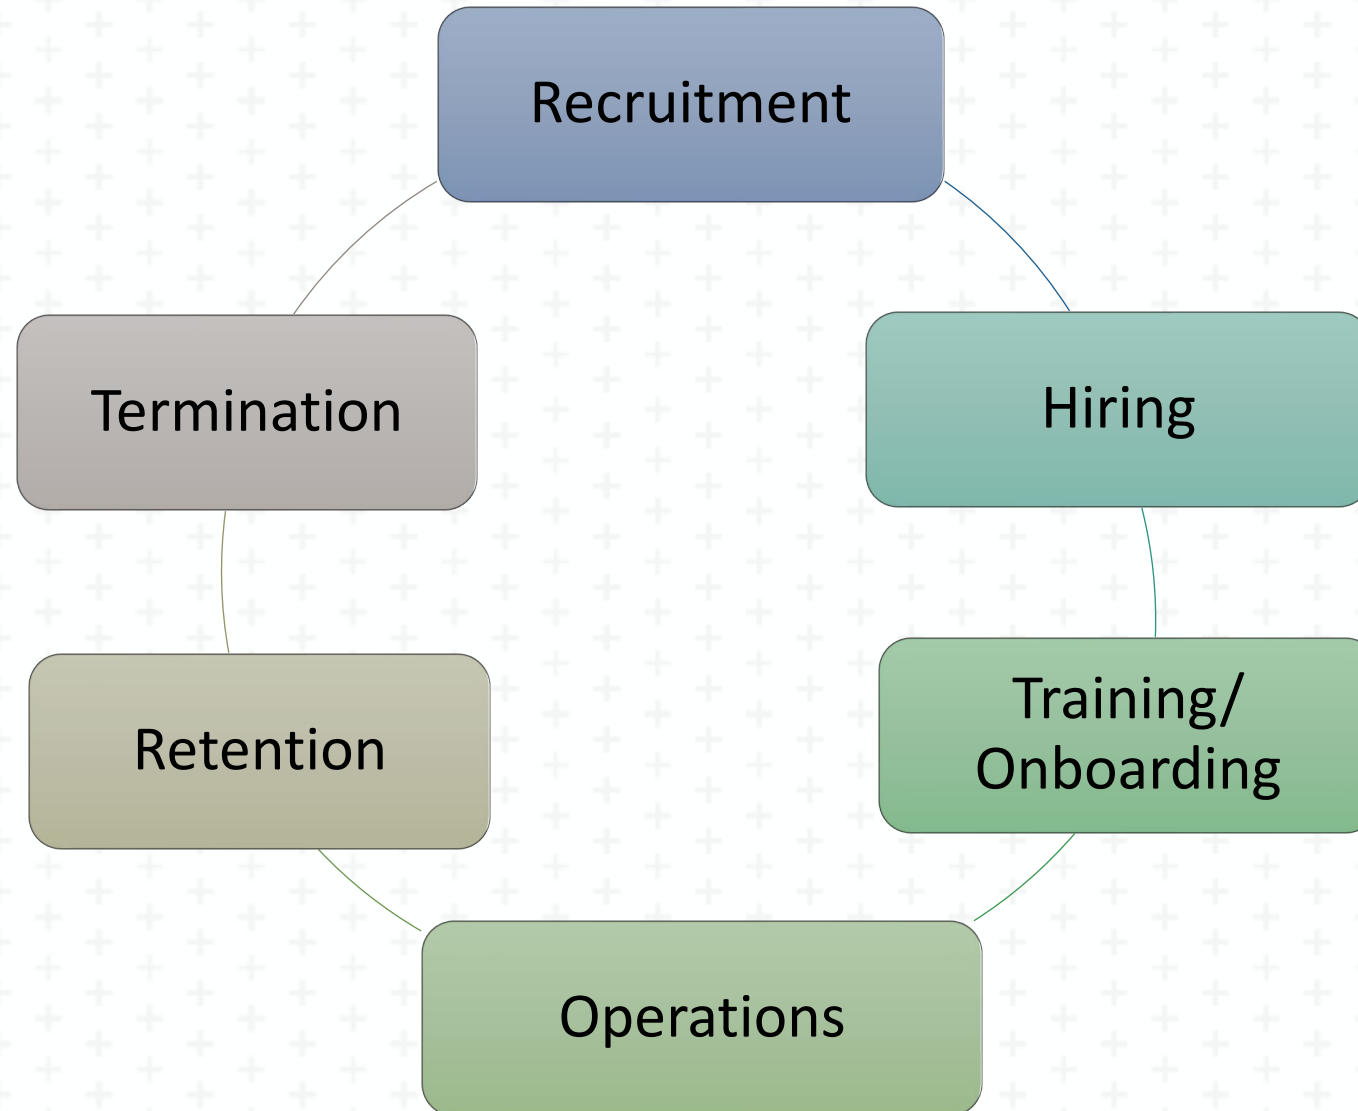 Recruitment
Hiring
Training/
Onboarding
Operations
Retention
Termination